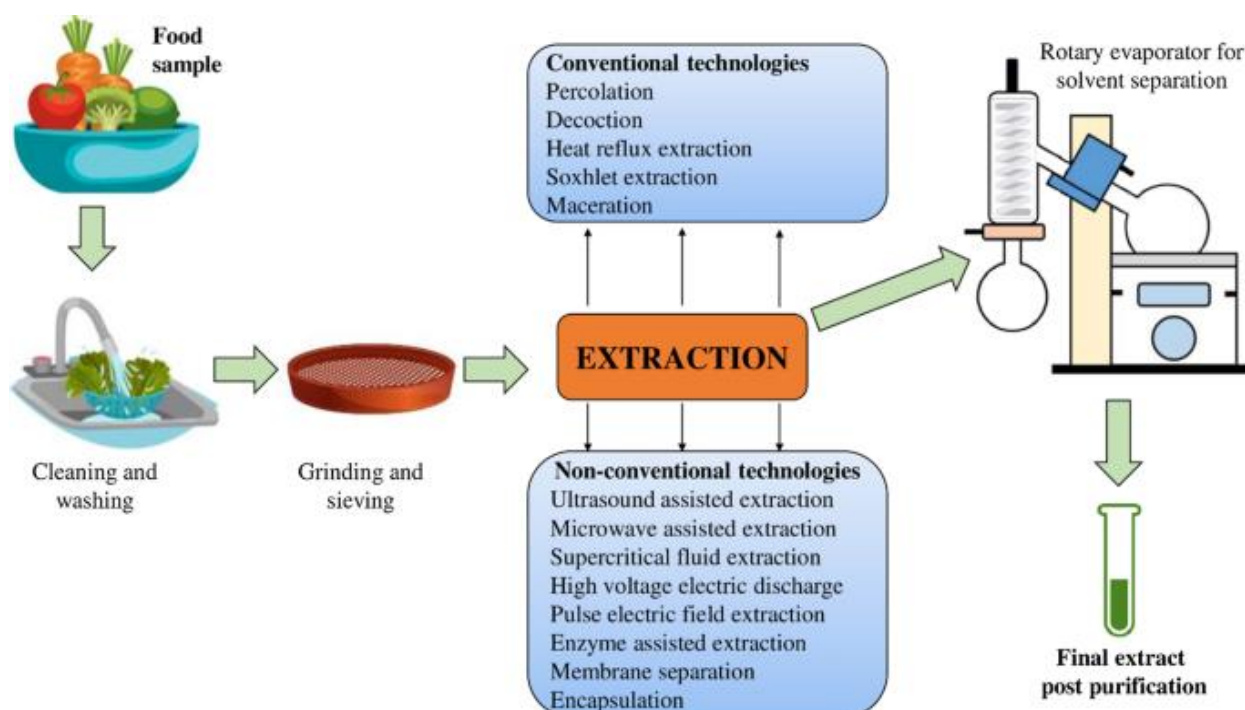 Food
sample
Cleaning and
washing
Grinding and
sieving
Conventional technologies
Percolation
Decoction
Heat reflux extraction
Soxhlet extraction
Maceration
EXTRACTION
Non-conventional technologies
Ultrasound assisted extraction
Microwave assisted extraction
Supercritical fluid extraction
High voltage electric discharge
Pulse electric field extraction
Enzyme assisted extraction
Membrane separation
Encapsulation
Rotary evaporator for
solvent separation
Final extract
post purification